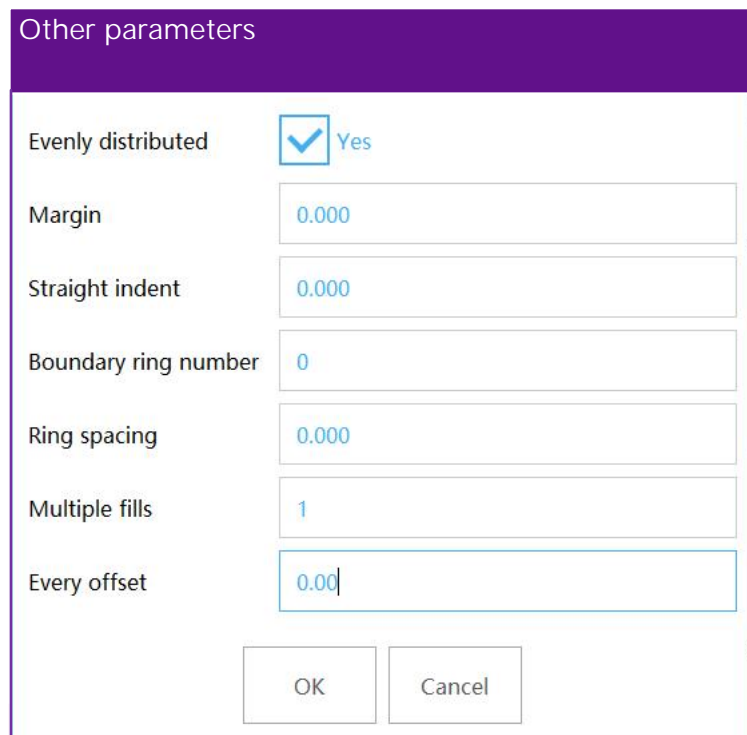 Other parameters
Evenly distributed Yes
Margin 0.000
Straight indent 0.000
Boundary ring number 0
Ring spacing 0.000
Multiple fills 1
Every offset 0.00
OK Cancel